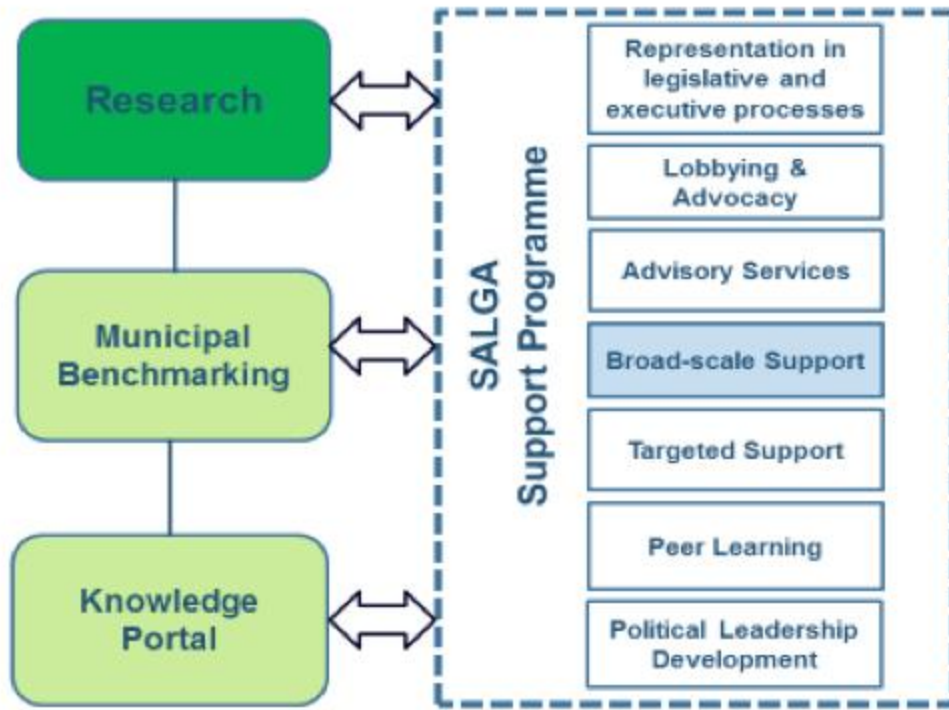 Research
Municipal
Benchmarking
Knowledge
Portal
SALGA
Support Programme
Representation in
legislative and
executive processes
Lobbying &
Advocacy
Advisory Services
Broad-scale Support
Targeted Support
Peer Learning
Political Leadership
Development